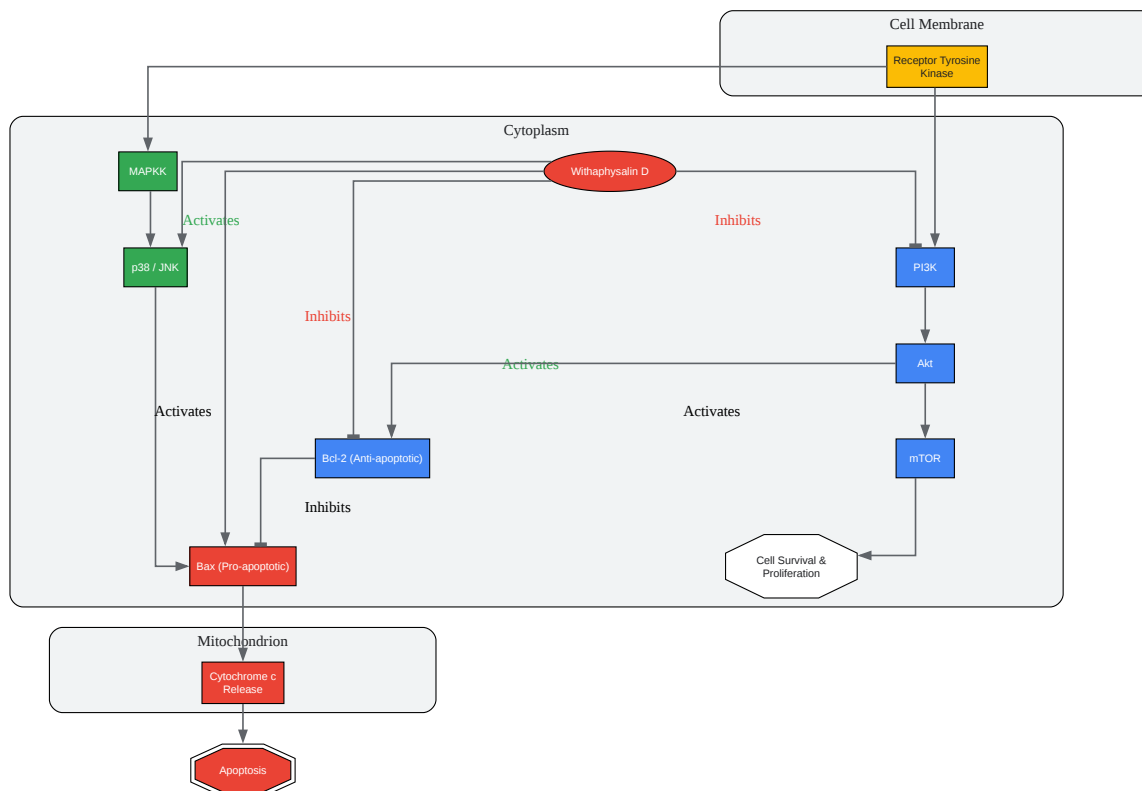 Cell Membrane
Receptor Tyrosine
Kinase
Cytoplasm
MAPKK
Withaphysalin D
Activates
Inhibits
p38 / JNK
PI3K
Inhibits
Activates
Akt
Activates
Activates
Bcl-2 (Anti-apoptotic)
mTOR
Inhibits
Bax (Pro-apoptotic)
Cell Survival &
Proliferation
Mitochondrion
Cytochrome c
Release
Apoptosis